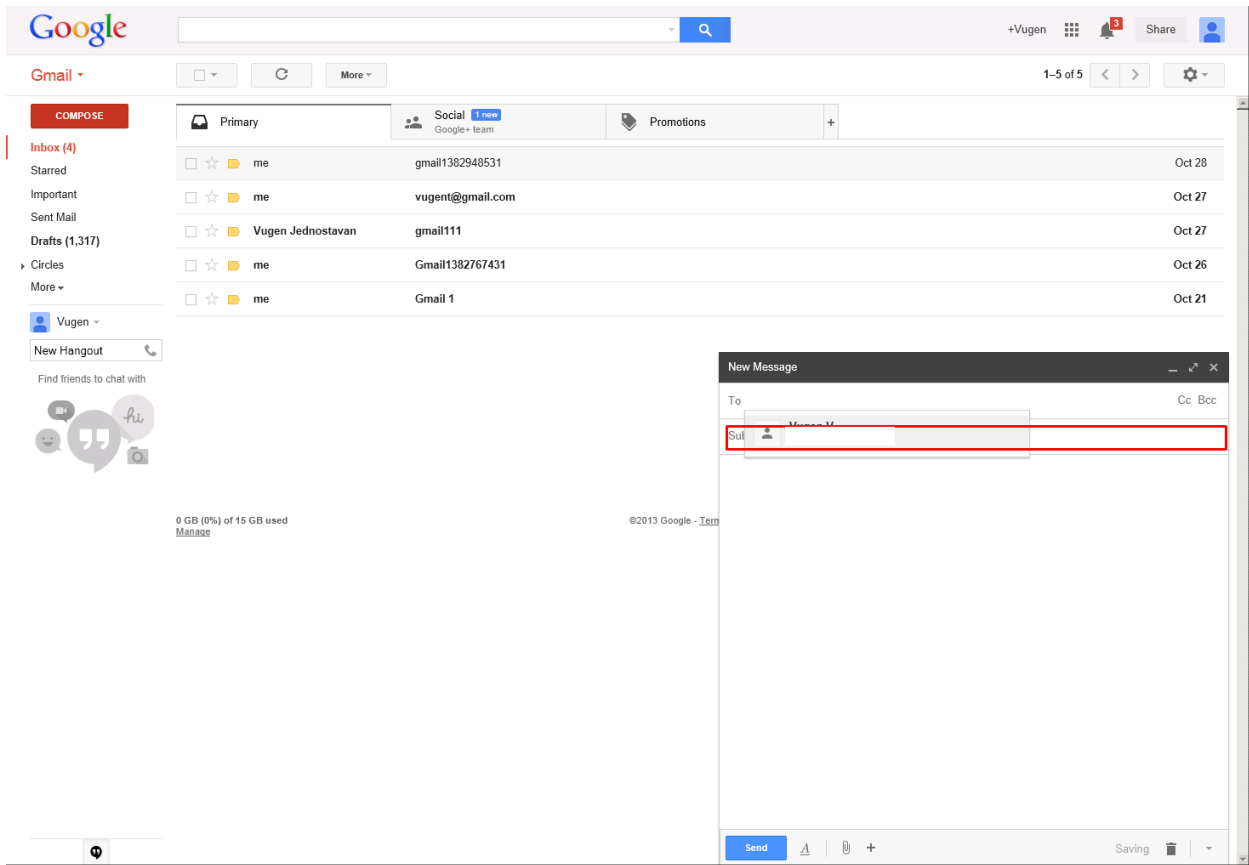 Google
+Vugen
3
Share
Gmail
More
1–5 of 5
COMPOSE
Inbox (4)
Starred
Important
Sent Mail
Drafts (1,317)
Circles
More
Vugen
New Hangout
Find friends to chat with
hi
Primary
Social 1 new
Google+ team
Promotions
+
me gmail1382948531 Oct 28
me vugent@gmail.com Oct 27
Vugen Jednostavan gmail111 Oct 27
me Gmail1382767431 Oct 26
me Gmail 1 Oct 21
0 GB (0%) of 15 GB used
Manage
©2013 Google - Term
New Message
To Cc Bcc
Vugen V
Sub
Send A + Saving